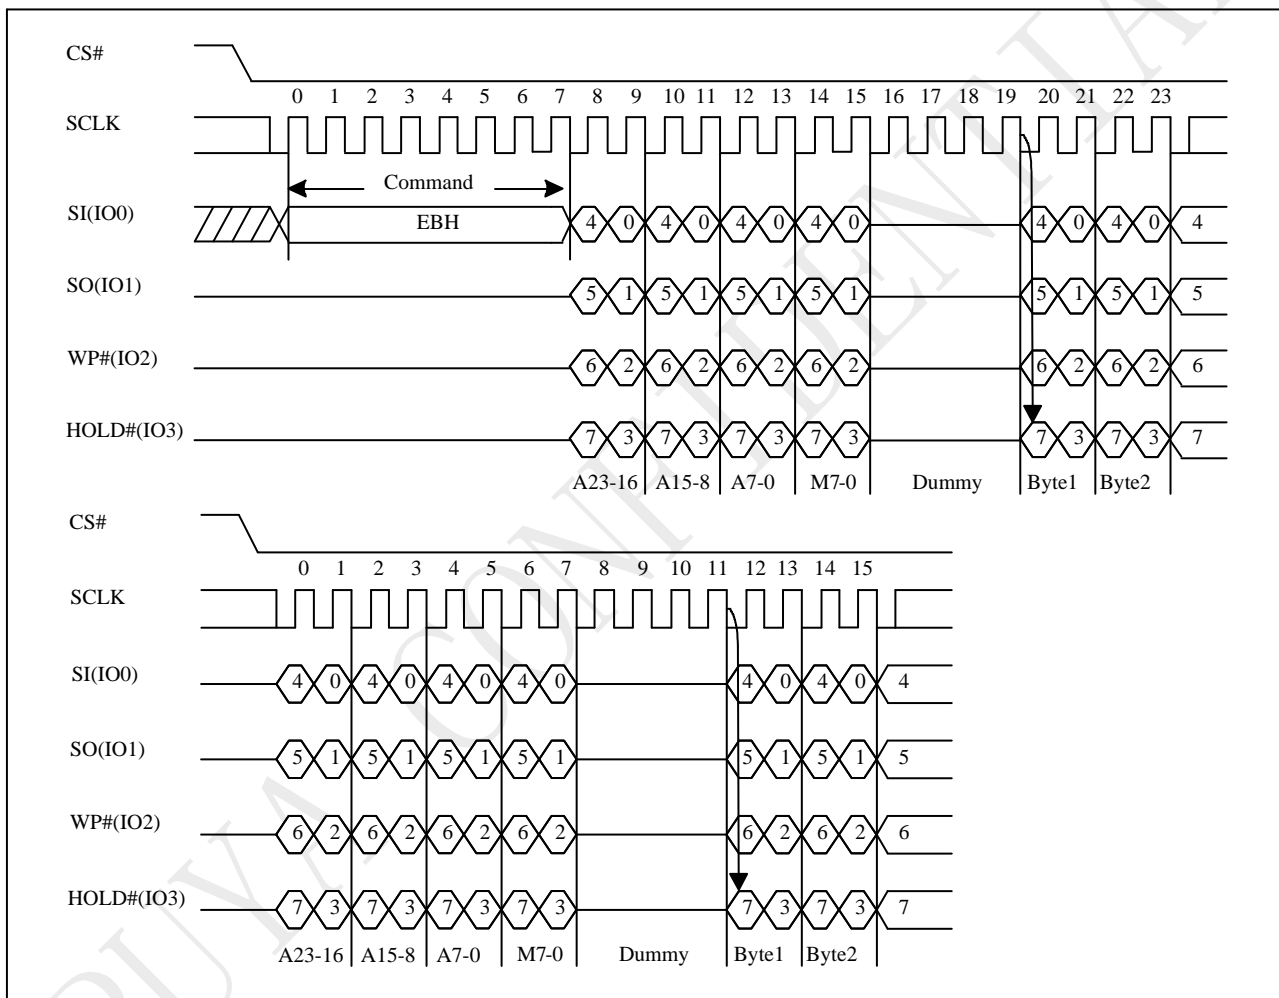 CS#
0 1 2 3 4 5 6 7 8 9 10 11 12 13 14 15 16 17 18 19 20 21 22 23
SCLK
Command
SI(IO0) EBH 4 0 4 0 4 0 4 0 4 0 4 0 4
SO(IO1) 5 1 5 1 5 1 5 1 5 1 5 1 5
WP#(IO2) 6 2 6 2 6 2 6 2 6 2 6 2 6
HOLD#(IO3) 7 3 7 3 7 3 7 3 7 3 7 3 7
A23-16 A15-8 A7-0 M7-0 Dummy Byte1 Byte2
CS#
0 1 2 3 4 5 6 7 8 9 10 11 12 13 14 15
SCLK
SI(IO0) 4 0 4 0 4 0 4 0 4 0 4 0 4
SO(IO1) 5 1 5 1 5 1 5 1 5 1 5 1 5
WP#(IO2) 6 2 6 2 6 2 6 2 6 2 6 2 6
HOLD#(IO3) 7 3 7 3 7 3 7 3 7 3 7 3 7
A23-16 A15-8 A7-0 M7-0 Dummy Byte1 Byte2
PUYA CONFIDENTIAL